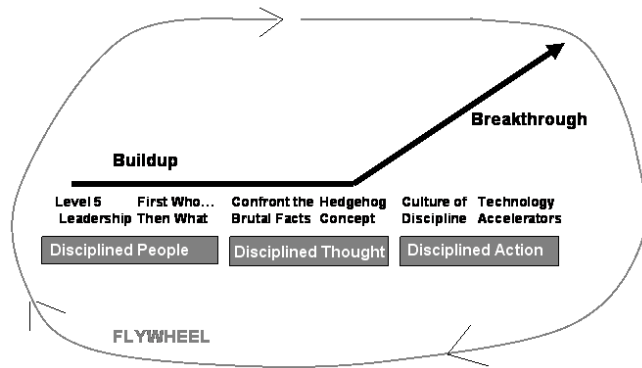 Breakthrough
Buildup
Level 5
Leadership
First Who...
Then What
Confront the
Brutal Facts
Hedgehog
Concept
Culture of
Discipline
Technology
Accelerators
Disciplined People
Disciplined Thought
Disciplined Action
FLYWHEEL